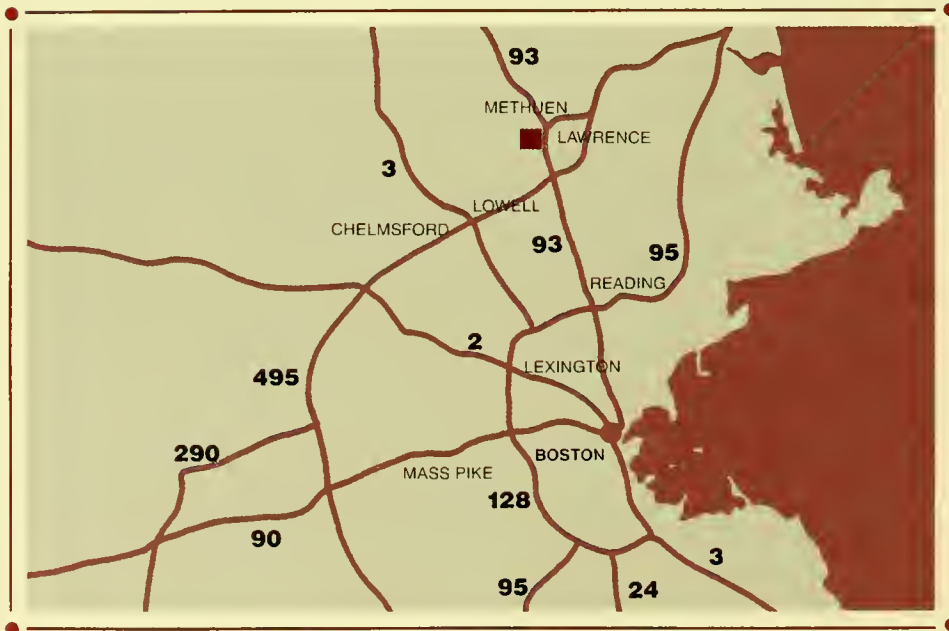 93
METHUEN
LAWRENCE
3
LOWELL
CHELMSFORD
93
95
READING
2
LEXINGTON
495
290
BOSTON
MASS PIKE
128
90
3
95
24